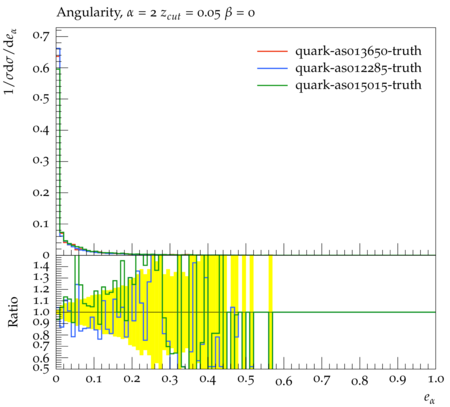 Angularity, α = 2 z_cut = 0.05 β = 0
1/σdσ/de_α
quark-as013650-truth
quark-as012285-truth
quark-as015015-truth
0.7
0.6
0.5
0.4
0.3
0.2
0.1
0
Ratio
1.4
1.3
1.2
1.1
1.0
0.9
0.8
0.7
0.6
0.5
0 0.1 0.2 0.3 0.4 0.5 0.6 0.7 0.8 0.9 1.0
e_α